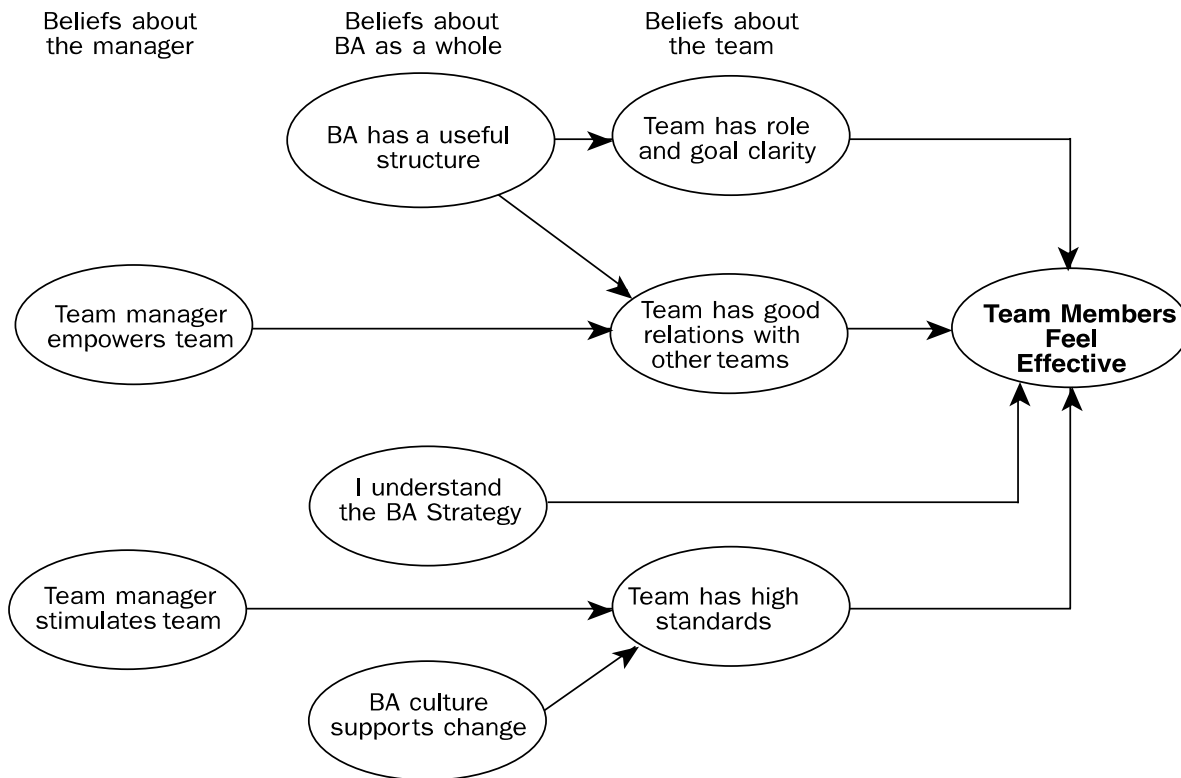 Beliefs about
the manager
Beliefs about
BA as a whole
Beliefs about
the team
BA has a useful
structure
Team has role
and goal clarity
Team manager
empowers team
Team has good
relations with
other teams
Team Members
Feel
Effective
I understand
the BA Strategy
Team manager
stimulates team
Team has high
standards
BA culture
supports change